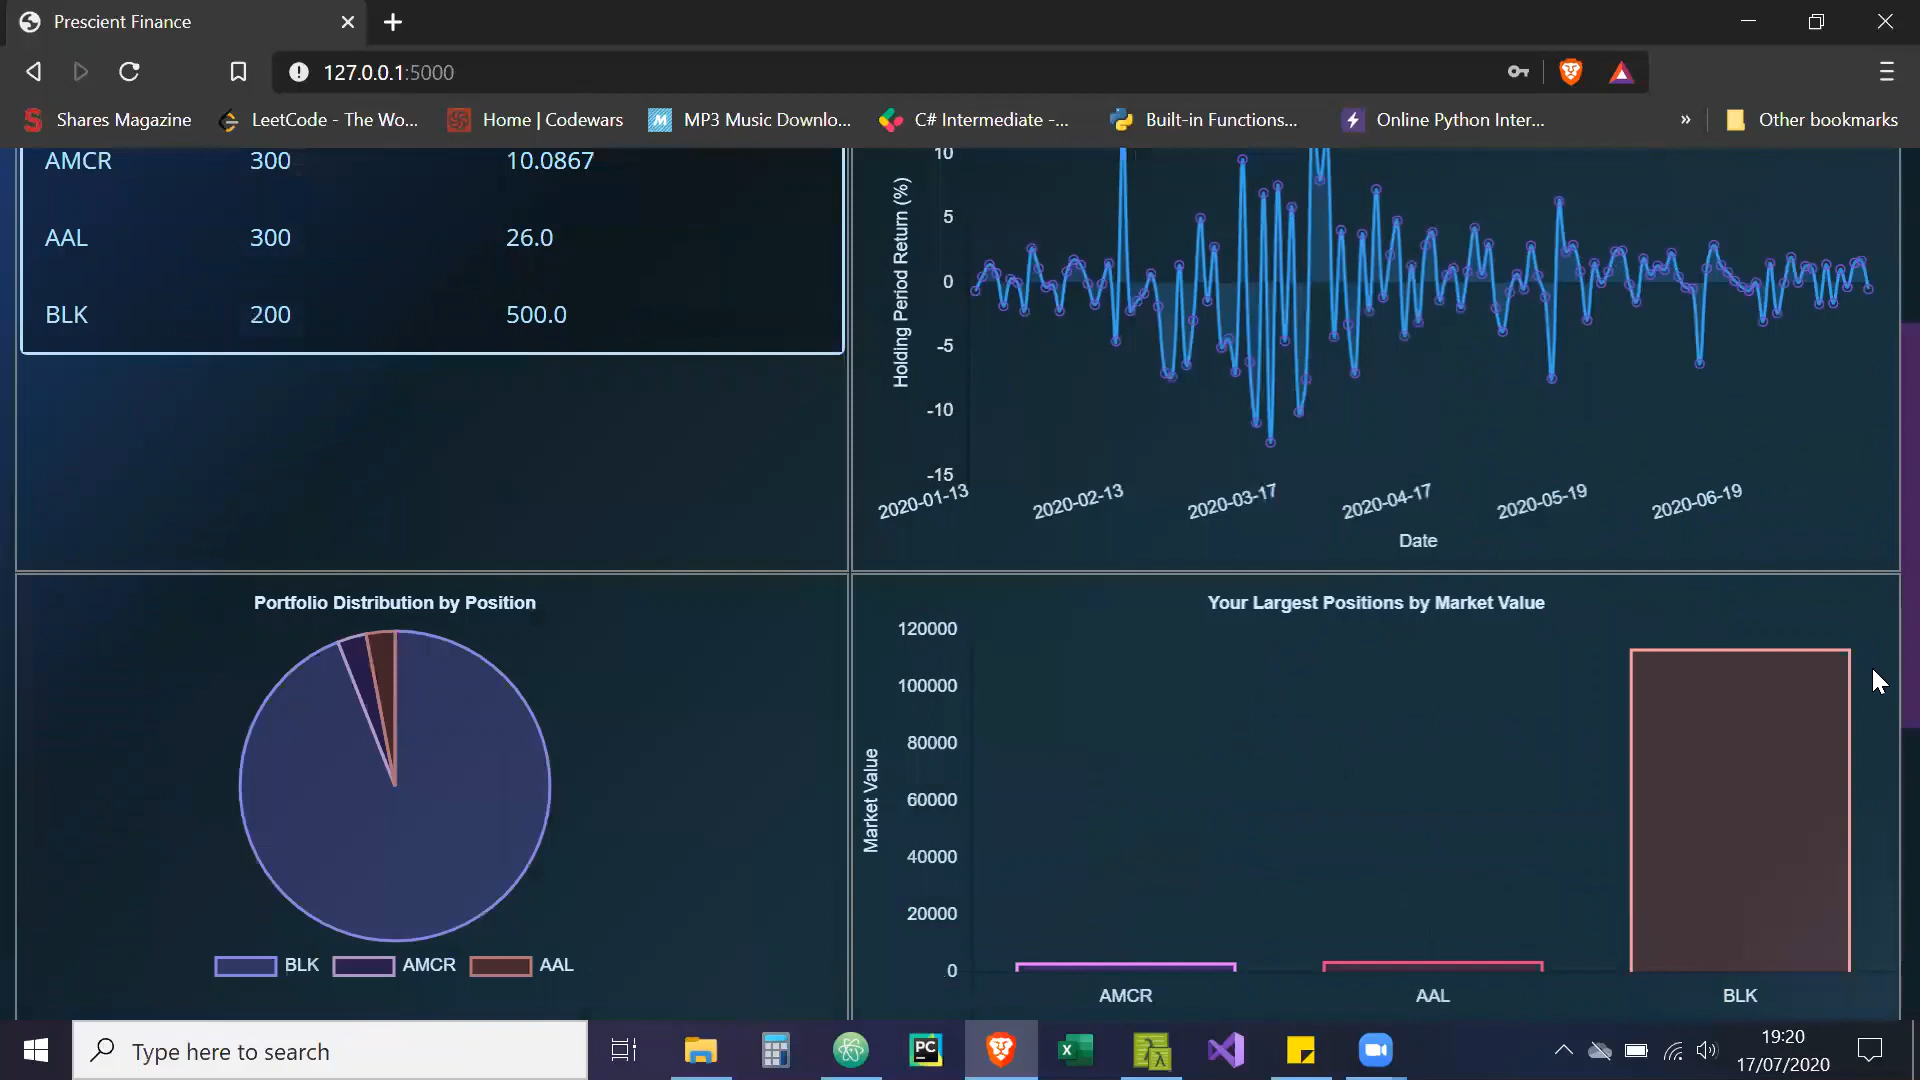 Prescient Finance
127.0.0.1:5000
Shares Magazine
LeetCode - The Wo...
Home | Codewars
MP3 Music Downlo...
C# Intermediate -...
Built-in Functions...
Online Python Inter...
»
Other bookmarks
AMCR 300 10.0867
AAL 300 26.0
BLK 200 500.0
Holding Period Return (%)
10
5
0
-5
-10
-15
2020-01-13
2020-02-13
2020-03-17
2020-04-17
2020-05-19
2020-06-19
Date
Portfolio Distribution by Position
BLK
AMCR
AAL
Your Largest Positions by Market Value
Market Value
120000
100000
80000
60000
40000
20000
0
AMCR
AAL
BLK
Type here to search
PC
19:20
17/07/2020